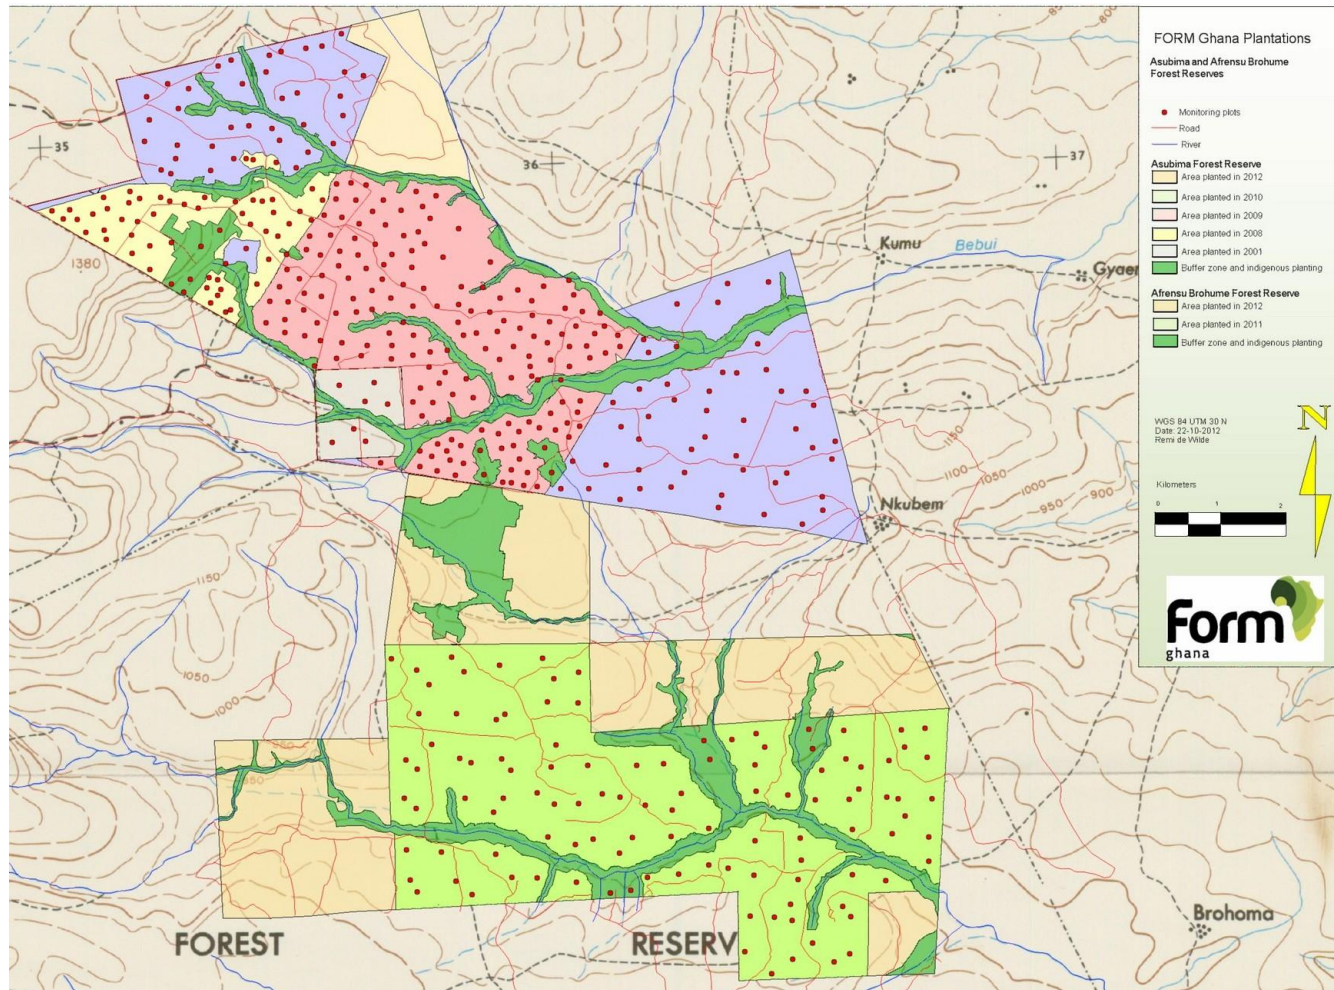 FORM Ghana Plantations
Asubima and Afrensu Brohume
Forest Reserves
Monitoring plots
Road
River
Asubima Forest Reserve
Area planted in 2012
Area planted in 2010
Area planted in 2009
Area planted in 2008
Area planted in 2001
Buffer zone and indigenous planting
Afrensu Brohume Forest Reserve
Area planted in 2012
Area planted in 2011
Buffer zone and indigenous planting
WGS 84 UTM 30 N
Date: 22-10-2012
Remi de Wilde
N
Kilometers
0 1 2
Form
ghana
35
36
37
1380
Kumu
Bebui
Gyaer
1150
1100
1050
1000
950
900
Nkubem
1150
1050
1000
FOREST RESERV
Brohoma